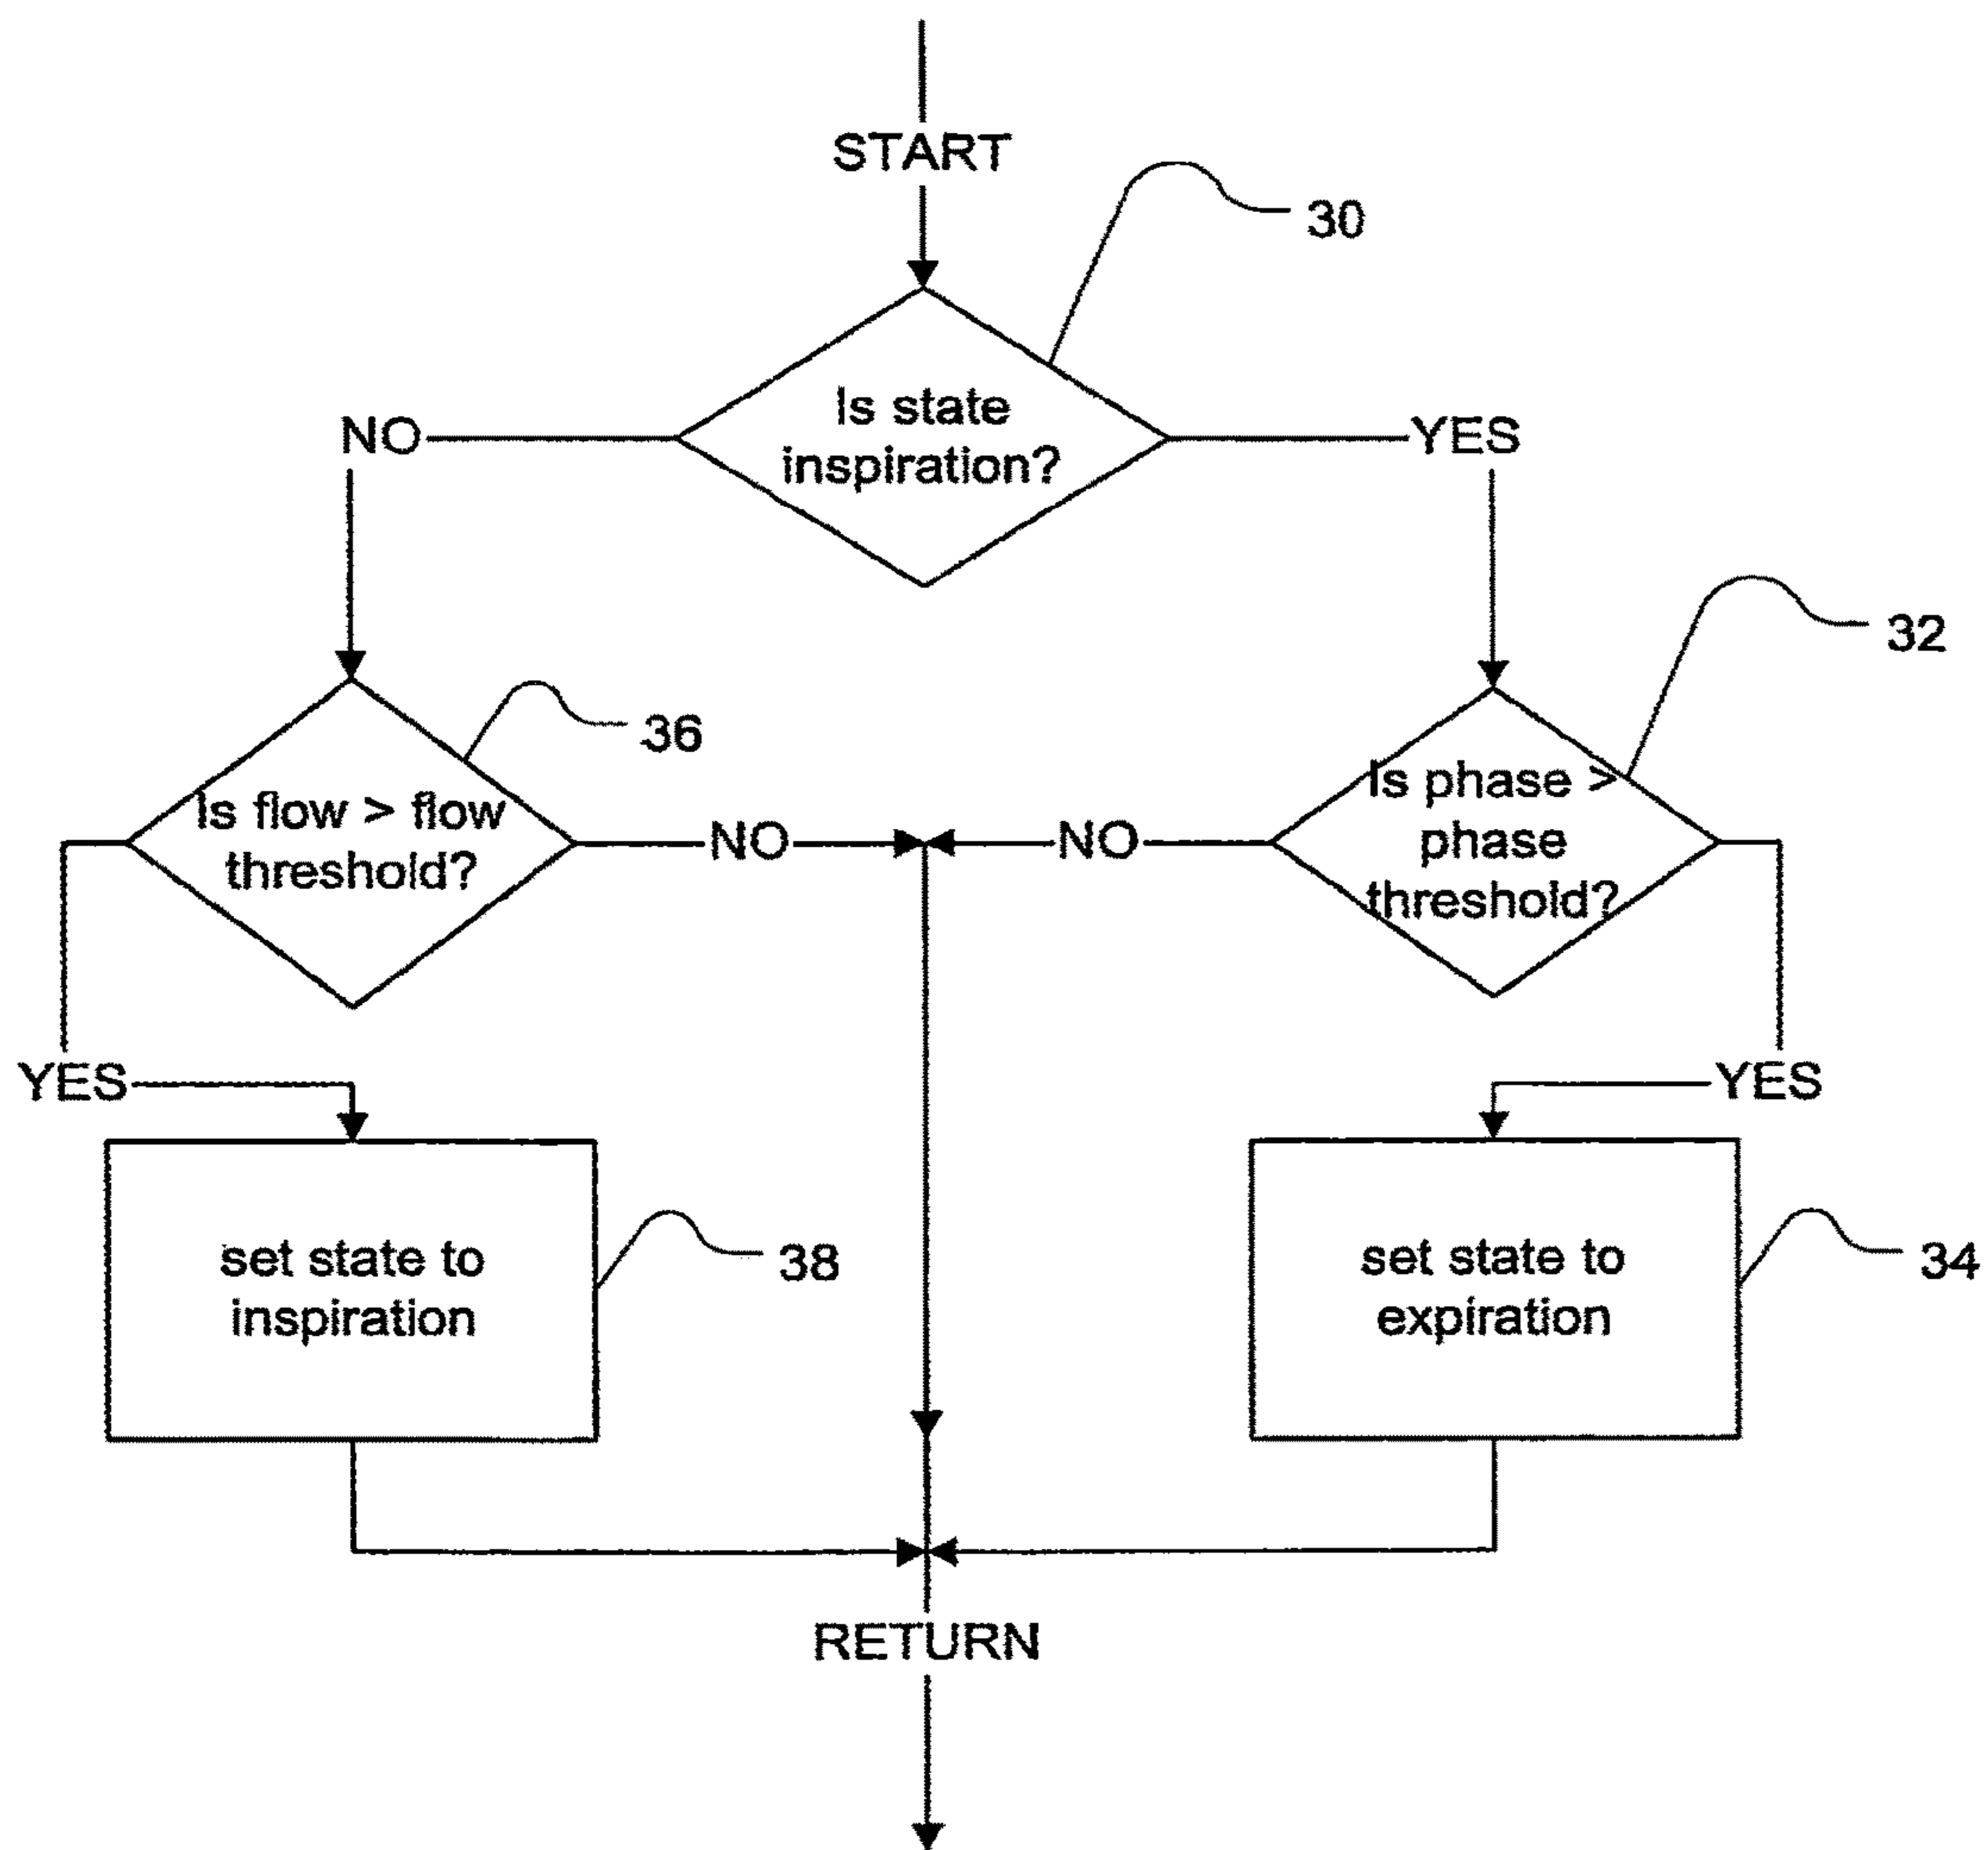 START
30
Is state
inspiration?
NO
YES
32
36
Is flow > flow
threshold?
NO
NO
Is phase >
phase
threshold?
YES
YES
set state to
inspiration
38
set state to
expiration
34
RETURN